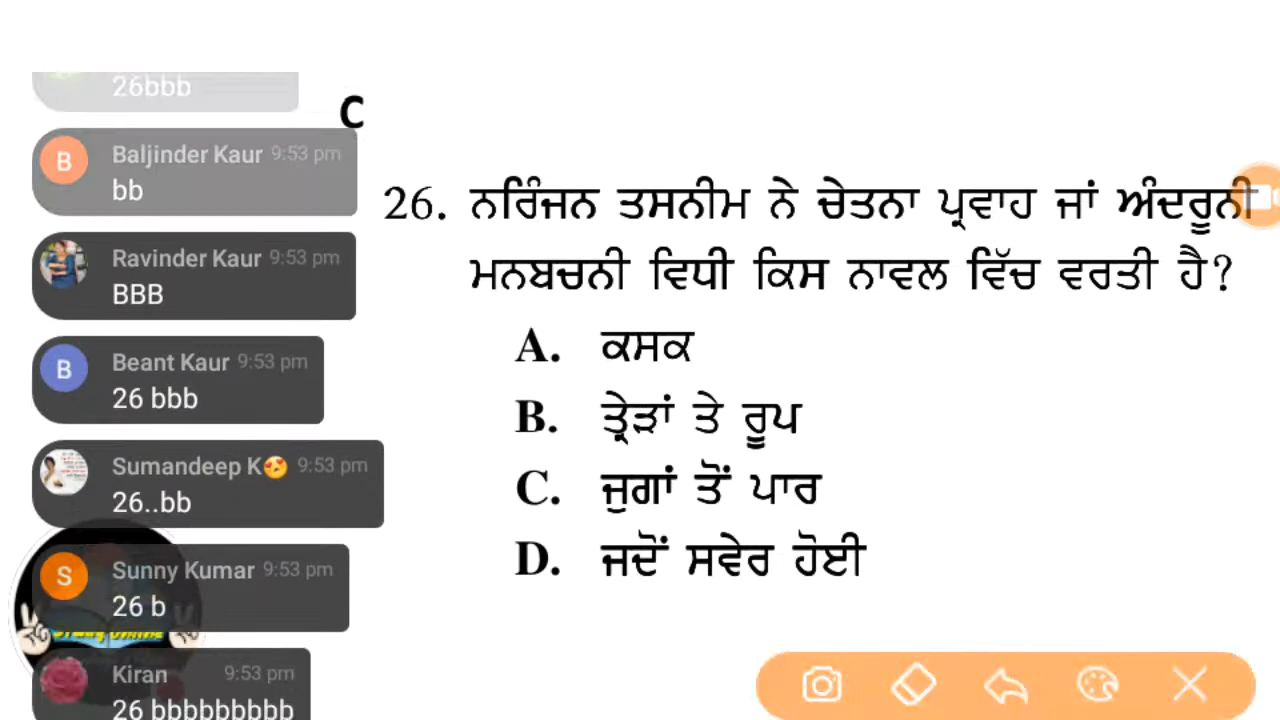 26bbb
C
Baljinder Kaur 9:53 pm
bb
Ravinder Kaur 9:53 pm
BBB
Beant Kaur 9:53 pm
26 bbb
Sumandeep K😍 9:53 pm
26..bb
Sunny Kumar 9:53 pm
26 b
Kiran 9:53 pm
26 bbbbbbbbb
26. ਨਰਿੰਜਨ ਤਸਨੀਮ ਨੇ ਚੇਤਨਾ ਪ੍ਰਵਾਹ ਜਾਂ ਅੰਦਰੂਨੀ
ਮਨਬਚਨੀ ਵਿਧੀ ਕਿਸ ਨਾਵਲ ਵਿੱਚ ਵਰਤੀ ਹੈ?
A. ਕਸਕ
B. ਤ੍ਰੇੜਾਂ ਤੇ ਰੂਪ
C. ਜੁਗਾਂ ਤੋਂ ਪਾਰ
D. ਜਦੋਂ ਸਵੇਰ ਹੋਈ